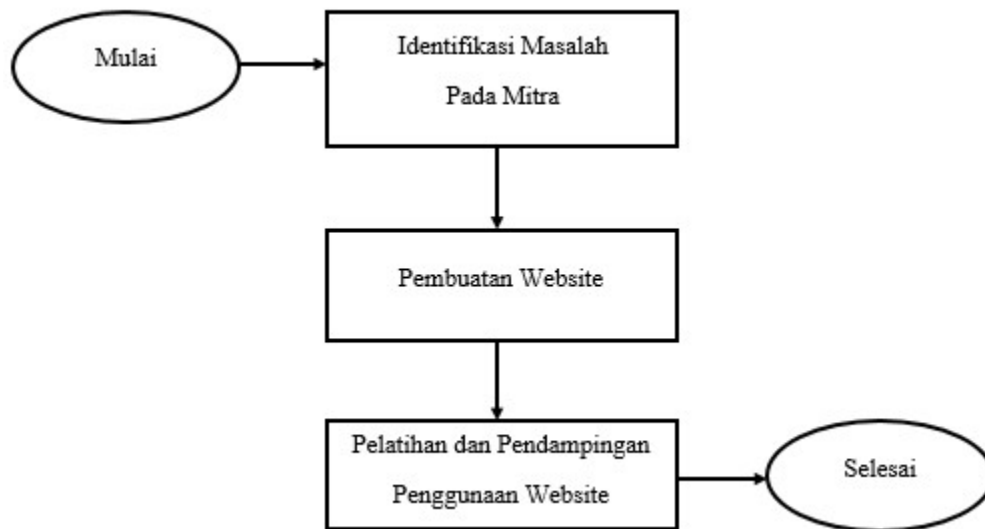 Mulai
Identifikasi Masalah
Pada Mitra
Pembuatan Website
Pelatihan dan Pendampingan
Penggunaan Website
Selesai